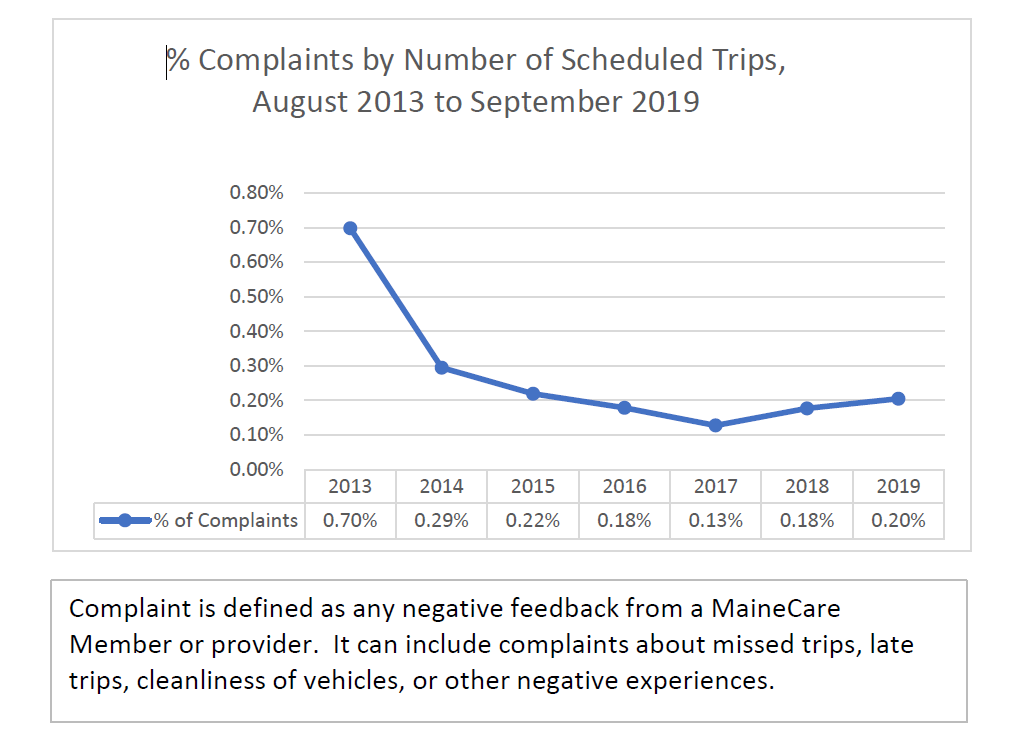 % Complaints by Number of Scheduled Trips,
August 2013 to September 2019
0.80%
0.70%
0.60%
0.50%
0.40%
0.30%
0.20%
0.10%
0.00%
2013 2014 2015 2016 2017 2018 2019
% of Complaints 0.70% 0.29% 0.22% 0.18% 0.13% 0.18% 0.20%
Complaint is defined as any negative feedback from a MaineCare
Member or provider.  It can include complaints about missed trips, late
trips, cleanliness of vehicles, or other negative experiences.